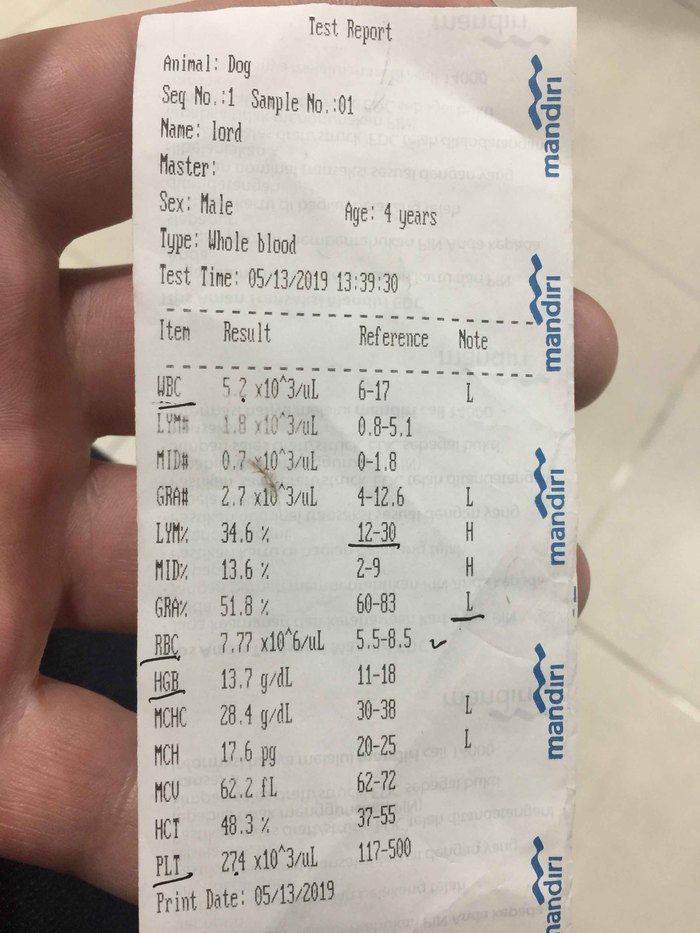 Test Report
Animal: Dog
Seq No.:1 Sample No.:01
Name: lord
Master:
Sex: Male Age: 4 years
Type: Whole blood
Test Time: 05/13/2019 13:39:30
Item Result Reference Note
WBC 5.2 x10^3/uL 6-17 L
LYM# 1.8 x10^3/uL 0.8-5.1
MID# 0.7 x10^3/uL 0-1.8
GRA# 2.7 x10^3/uL 4-12.6 L
LYM% 34.6 % 12-30 H
MID% 13.6 % 2-9 H
GRA% 51.8 % 60-83 L
RBC 7.77 x10^6/uL 5.5-8.5
HGB 13.7 g/dL 11-18
MCHC 28.4 g/dL 30-38 L
MCH 17.6 pg 20-25 L
MCV 62.2 fL 62-72
HCT 48.3 % 37-55
PLT 274 x10^3/uL 117-500
Print Date: 05/13/2019
mandiri
mandiri
mandiri
mandiri
mandiri